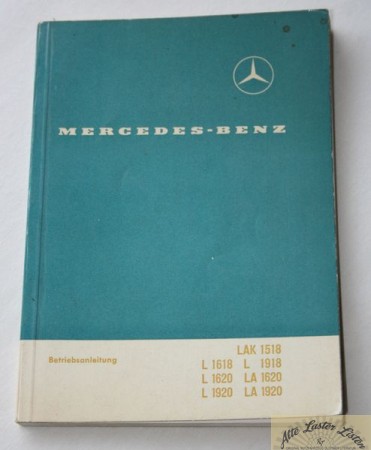 MERCEDES-BENZ
Betriebsanleitung
LAK 1518
L 1618 L 1918
L 1620 LA 1620
L 1920 LA 1920
Alte Laster Listen